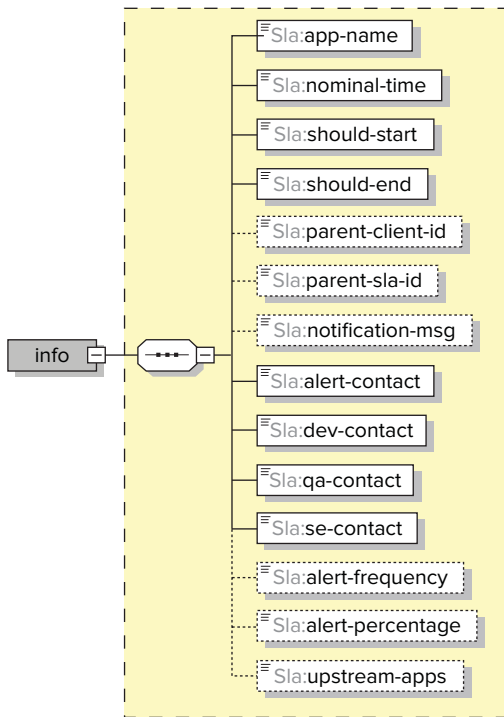 Sla:app-name
Sla:nominal-time
Sla:should-start
Sla:should-end
Sla:parent-client-id
Sla:parent-sla-id
Sla:notification-msg
info
Sla:alert-contact
Sla:dev-contact
Sla:qa-contact
Sla:se-contact
Sla:alert-frequency
Sla:alert-percentage
Sla:upstream-apps